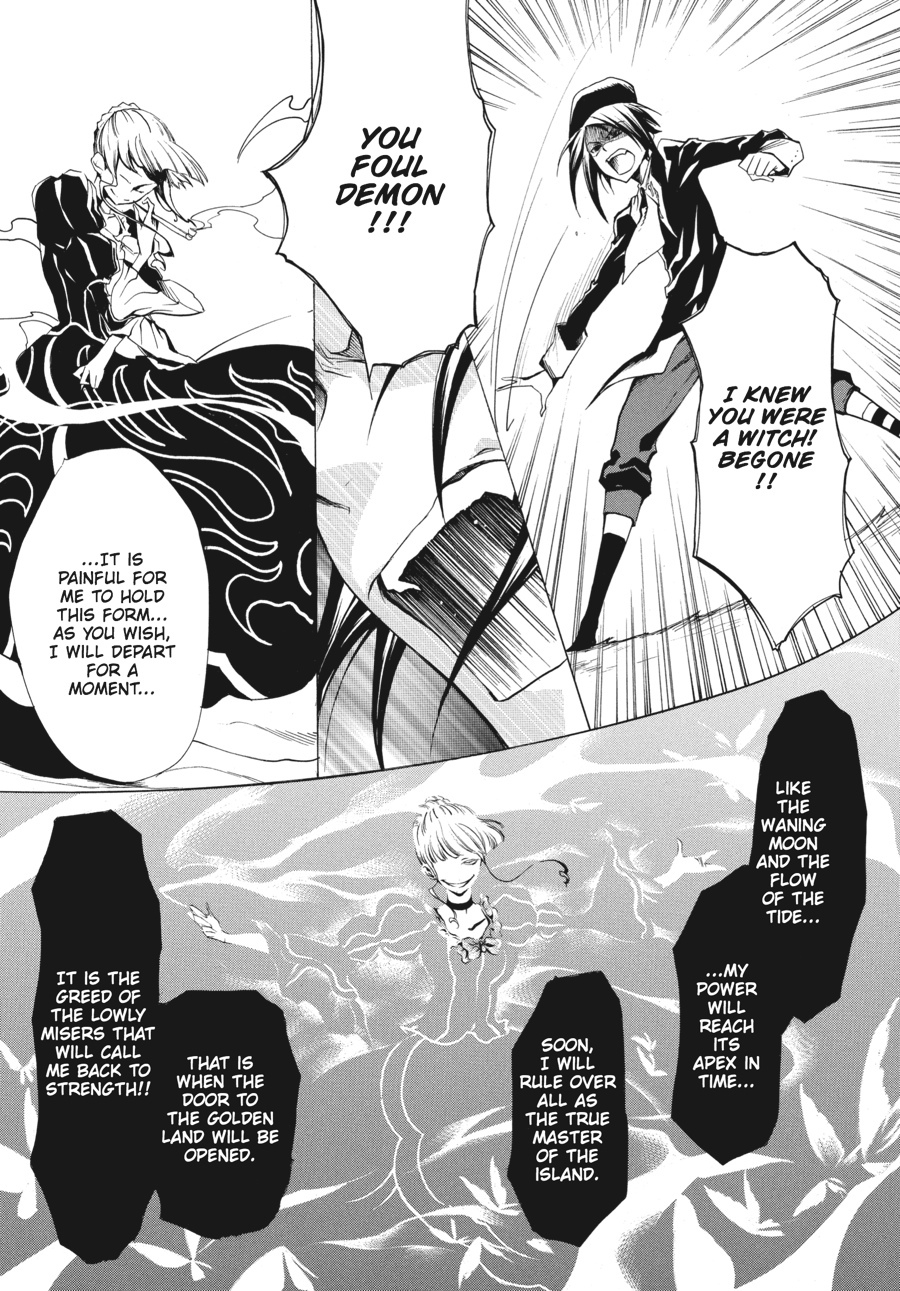 I KNEW
YOU WERE
A WITCH!
BEGONE
!!
YOU
FOUL
DEMON
!!!
...IT IS
PAINFUL FOR
ME TO HOLD
THIS FORM...
AS YOU WISH,
I WILL DEPART
FOR A
MOMENT...
LIKE
THE
WANING
MOON
AND THE
FLOW
OF THE
TIDE...
...MY
POWER
WILL
REACH
ITS
APEX IN
TIME...
SOON,
I WILL
RULE OVER
ALL AS
THE TRUE
MASTER
OF THE
ISLAND.
THAT IS
WHEN THE
DOOR TO
THE GOLDEN
LAND WILL BE
OPENED.
IT IS THE
GREED OF
THE LOWLY
MISERS THAT
WILL CALL
ME BACK TO
STRENGTH!!